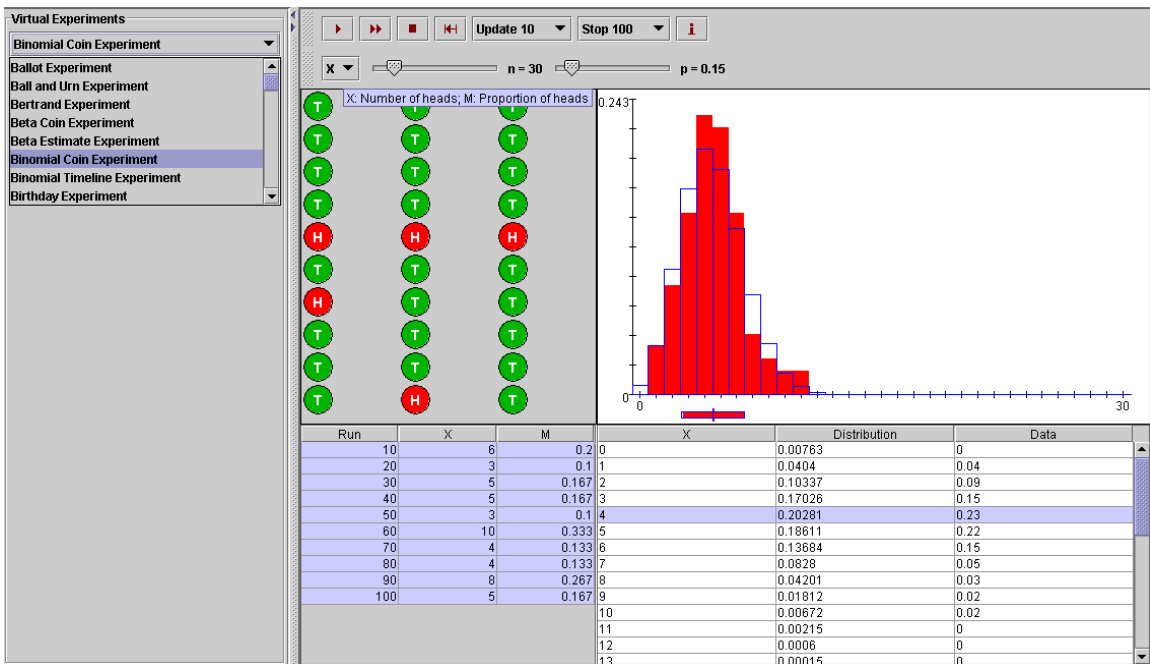 Virtual Experiments
Binomial Coin Experiment
Ballot Experiment
Ball and Urn Experiment
Bertrand Experiment
Beta Coin Experiment
Beta Estimate Experiment
Binomial Coin Experiment
Binomial Timeline Experiment
Birthday Experiment
Update 10 Stop 100 i
X n = 30 p = 0.15
X: Number of heads; M: Proportion of heads
T T T
T T T
T T T
T T T
H H H
T T T
H T T
T T T
T T T
T H T
0.243
0
0 30
Run X M
10 6 0.2
20 3 0.1
30 5 0.167
40 5 0.167
50 3 0.1
60 10 0.333
70 4 0.133
80 4 0.133
90 8 0.267
100 5 0.167
X Distribution Data
0 0.00763 0
1 0.0404 0.04
2 0.10337 0.09
3 0.17026 0.15
4 0.20281 0.23
5 0.18611 0.22
6 0.13684 0.15
7 0.0828 0.05
8 0.04201 0.03
9 0.01812 0.02
10 0.00672 0.02
11 0.00215 0
12 0.0006 0
13 0.00015 0